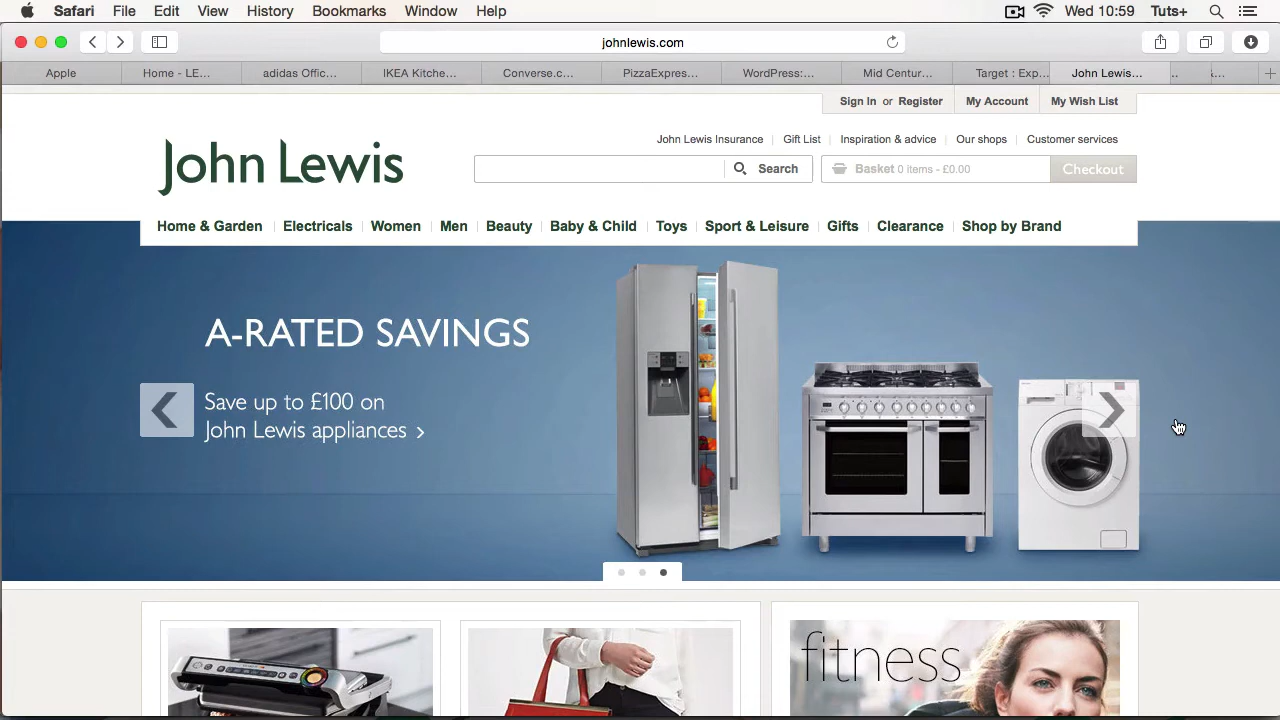 Safari File Edit View History Bookmarks Window Help Wed 10:59 Tuts+
johnlewis.com
Apple Home - LE... adidas Offic... IKEA Kitche... Converse.c... PizzaExpres... WordPress:... Mid Centur... Target : Exp... John Lewis...
Sign In or Register My Account My Wish List
John Lewis Insurance Gift List Inspiration & advice Our shops Customer services
John Lewis
Search Basket 0 items - £0.00 Checkout
Home & Garden Electricals Women Men Beauty Baby & Child Toys Sport & Leisure Gifts Clearance Shop by Brand
A-RATED SAVINGS
Save up to £100 on
John Lewis appliances >
fitness